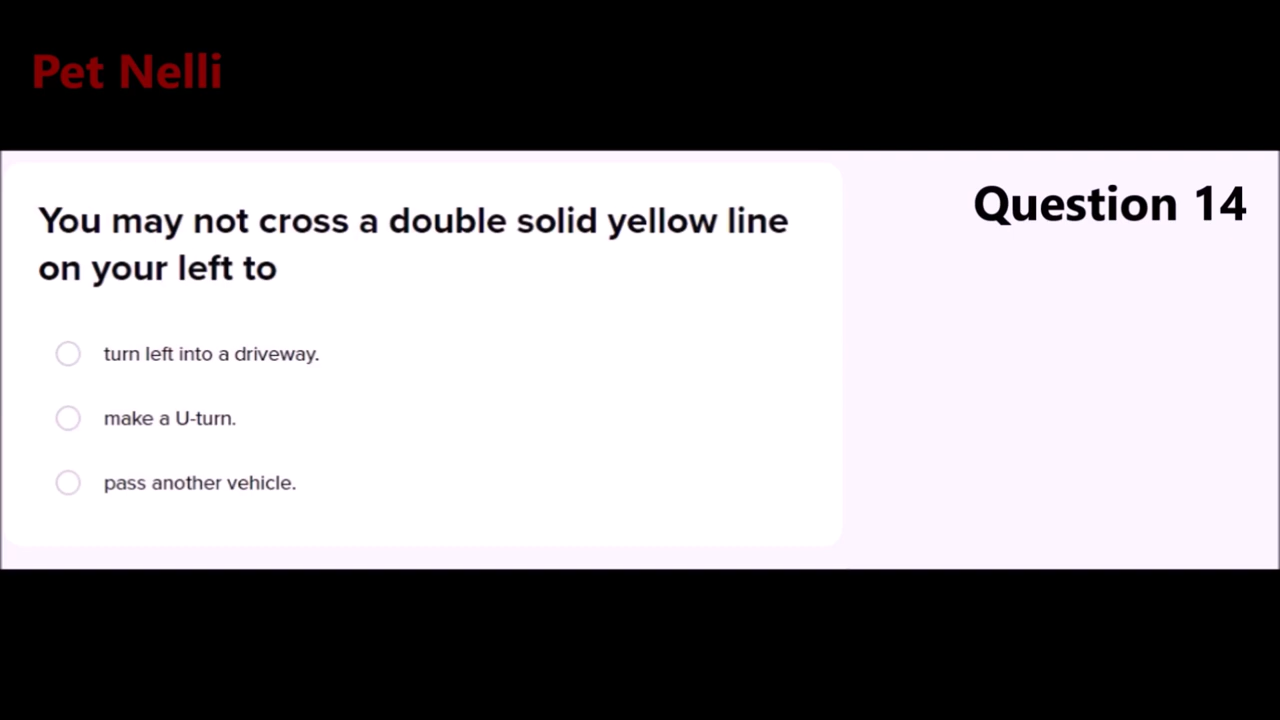 Pet Nelli
Question 14
You may not cross a double solid yellow line
on your left to
turn left into a driveway.
make a U-turn.
pass another vehicle.